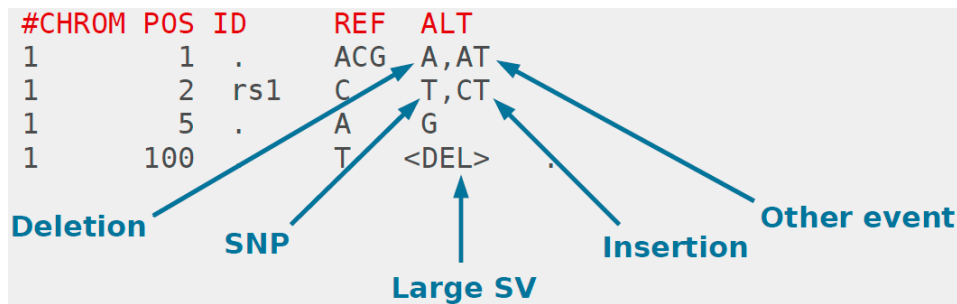 #CHROM POS ID REF ALT
1 1 . ACG A,AT
1 2 rs1 C T,CT
1 5 . A G
1 100 . T <DEL> .
Deletion
SNP
Large SV
Insertion
Other event